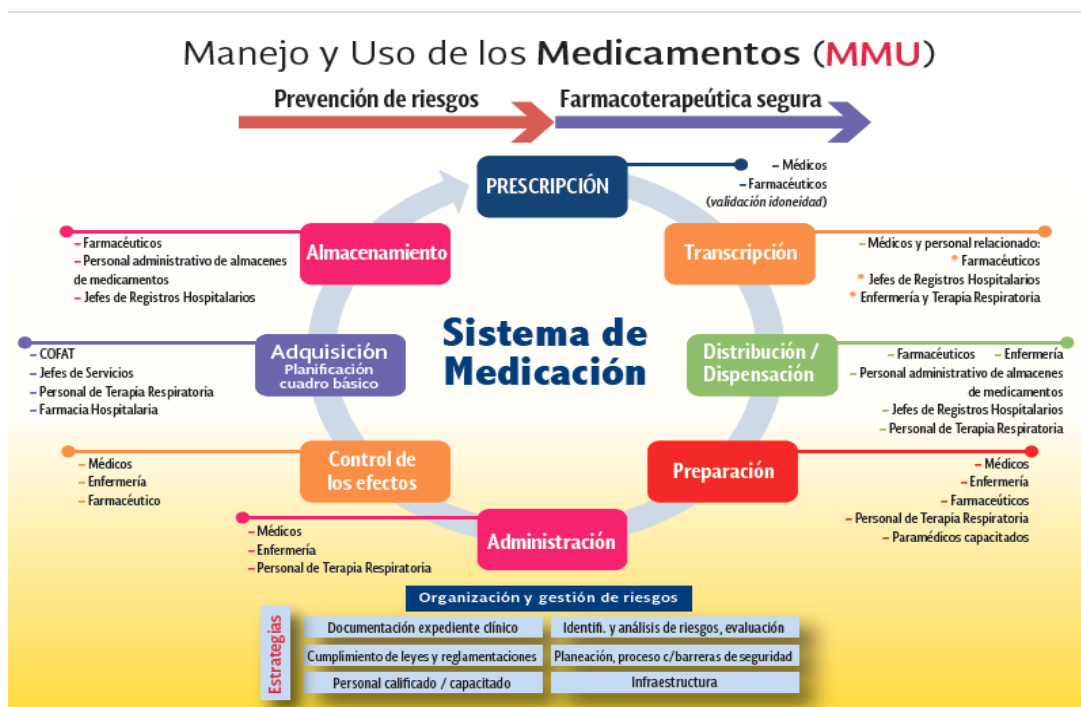 Manejo y Uso de los Medicamentos (MMU)
Prevención de riesgos
Farmacoterapeútica segura
PRESCRIPCIÓN
– Médicos
– Farmacéuticos
(validación idoneidad)
Transcripción
– Médicos y personal relacionado:
* Farmacéuticos
* Jefes de Registros Hospitalarios
* Enfermería y Terapia Respiratoria
Distribución /
Dispensación
– Farmacéuticos – Enfermería
– Personal administrativo de almacenes
de medicamentos
– Jefes de Registros Hospitalarios
– Personal de Terapia Respiratoria
Preparación
– Médicos
– Enfermería
– Farmaceúticos
– Personal de Terapia Respiratoria
– Paramédicos capacitados
Administración
– Médicos
– Enfermería
– Personal de Terapia Respiratoria
Control de
los efectos
– Médicos
– Enfermería
– Farmacéutico
Adquisición
Planificación
cuadro básico
– COFAT
– Jefes de Servicios
– Personal de Terapia Respiratoria
– Farmacia Hospitalaria
Almacenamiento
– Farmacéuticos
– Personal administrativo de almacenes
de medicamentos
– Jefes de Registros Hospitalarios
Sistema de
Medicación
Organización y gestión de riesgos
Estrategias
Documentación expediente clínico
Identifi. y análisis de riesgos, evaluación
Cumplimiento de leyes y reglamentaciones
Planeación, proceso c/barreras de seguridad
Personal calificado / capacitado
Infraestructura